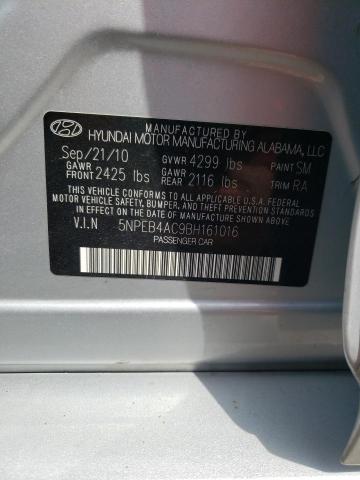 MANUFACTURED BY
HYUNDAI MOTOR MANUFACTURING ALABAMA, LLC
Sep/21/10 GVWR 4299 lbs PAINT SM
GAWR FRONT 2425 lbs GAWR REAR 2116 lbs TRIM RA
THIS VEHICLE CONFORMS TO ALL APPLICABLE FEDERAL
MOTOR VEHICLE SAFETY, BUMPER, AND THEFT PREVENTION
STANDARDS IN EFFECT ON THE DATE OF MANUFACTURE SHOWN ABOVE.
V.I.N 5NPEB4AC9BH161016
PASSENGER CAR